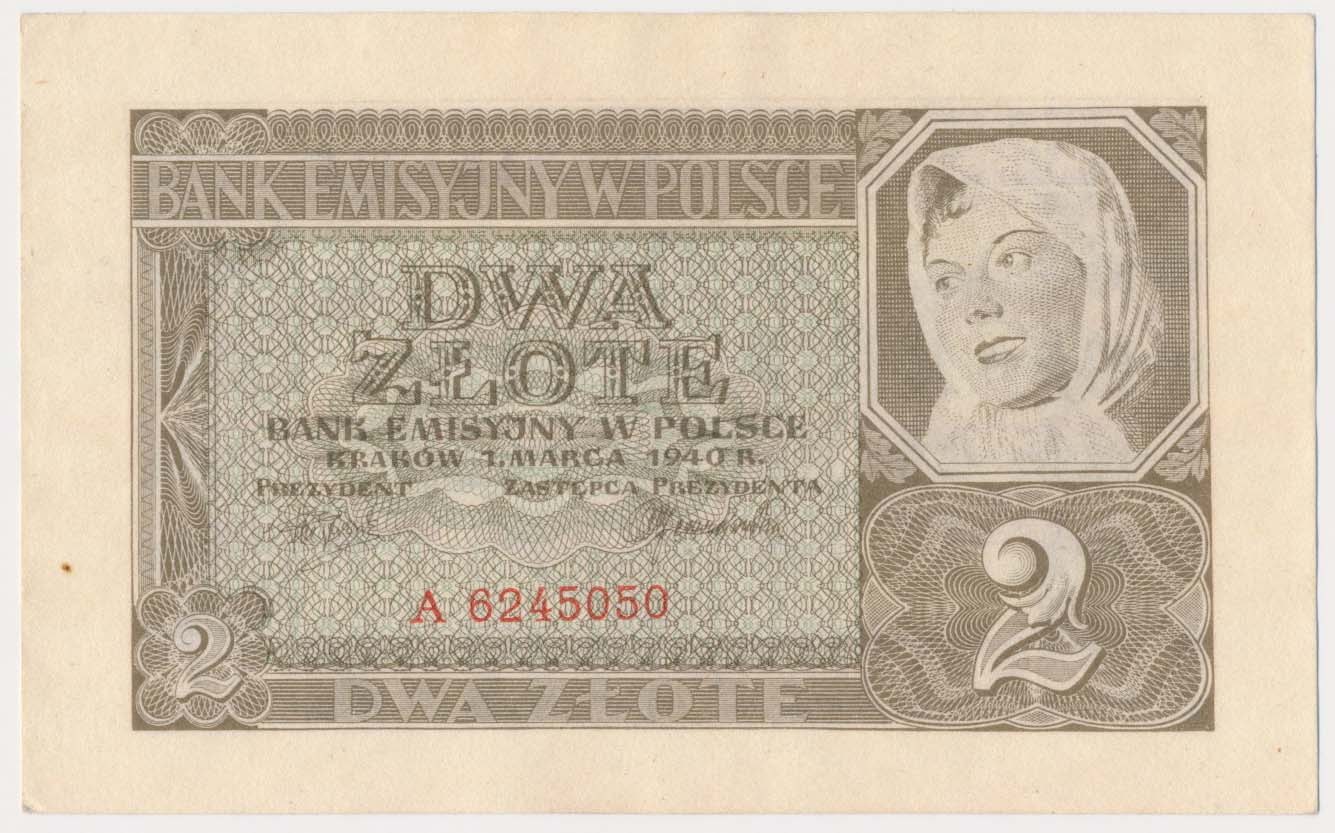 BANK EMISYJNY W POLSCE
DWA
ZŁOTE
BANK EMISYJNY W POLSCE
KRAKÓW 1. MARCA 1940 R.
PREZYDENT ZASTĘPCA PREZYDENTA
A 6245050
2
2
DWA ZŁOTE